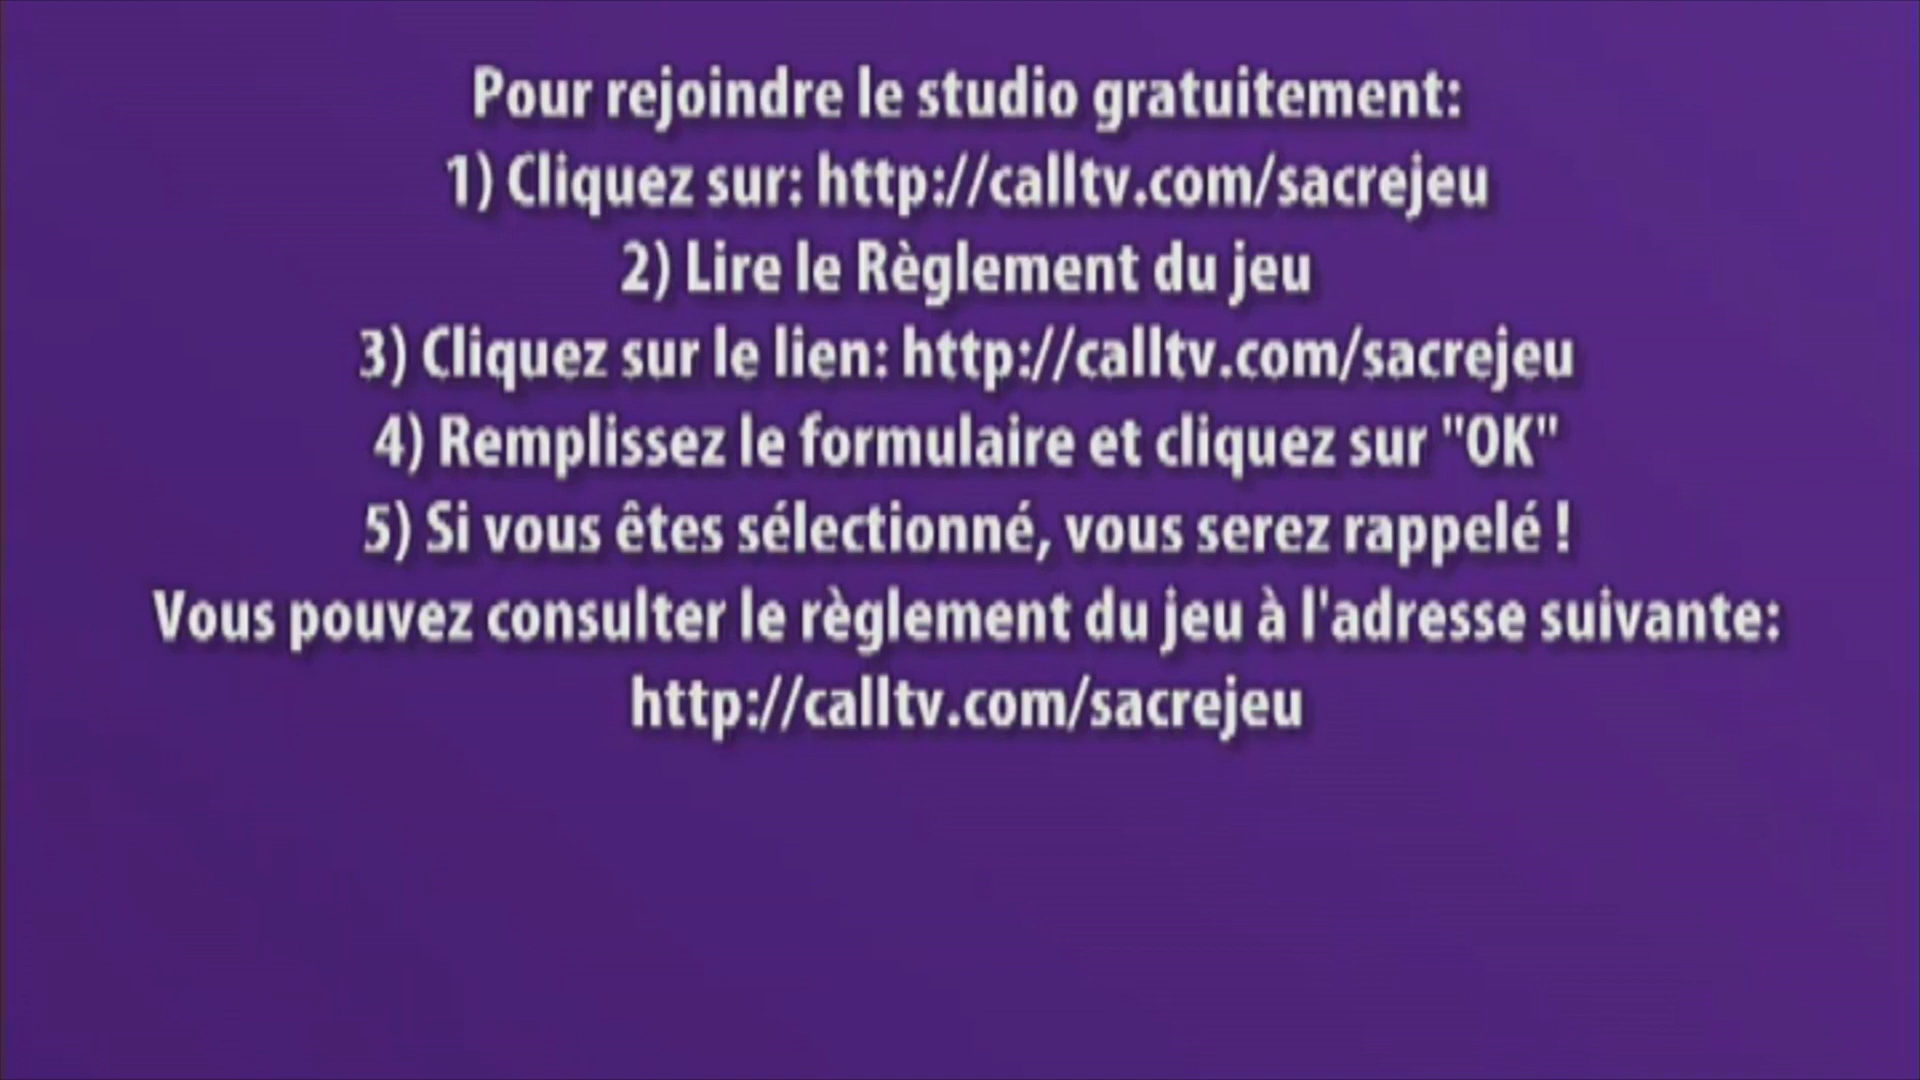 Pour rejoindre le studio gratuitement:
1) Cliquez sur: http://calltv.com/sacrejeu
2) Lire le Règlement du jeu
3) Cliquez sur le lien: http://calltv.com/sacrejeu
4) Remplissez le formulaire et cliquez sur "OK"
5) Si vous êtes sélectionné, vous serez rappelé !
Vous pouvez consulter le règlement du jeu à l'adresse suivante:
http://calltv.com/sacrejeu